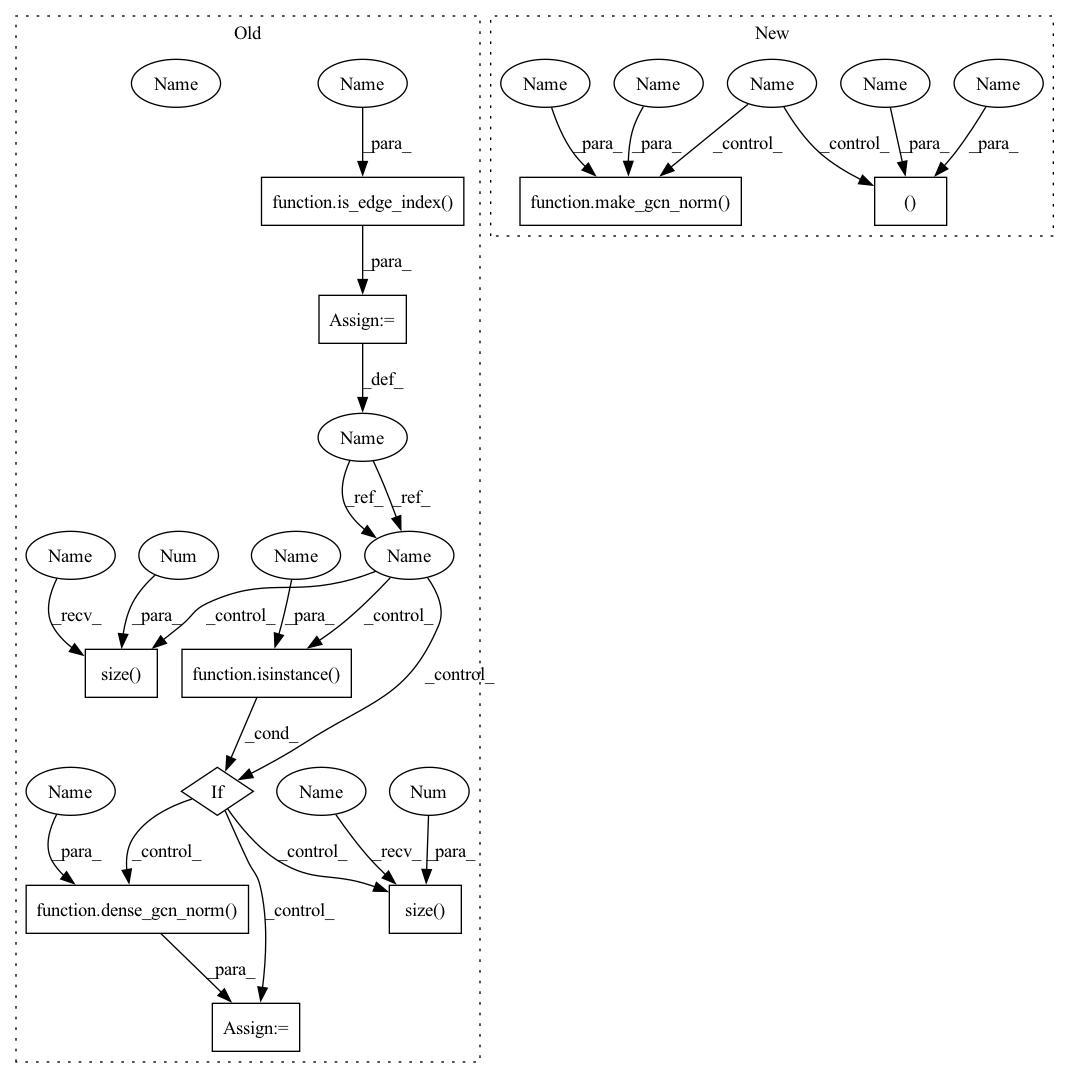 Old
New
Name
Name
Name
Name
Name
Name
Name
_para_
_para_
_para_
_control_
_control_
_para_
_para_
function.is_edge_index()
function.make_gcn_norm()
()
_para_
Assign:=
_def_
Name
_ref_
_ref_
Name
Num
Name
Name
_recv_
_para_
_control_
_para_
_control_
size()
function.isinstance()
_control_
_cond_
Name
If
Name
Num
_para_
_control_
_control_
_recv_
_para_
function.dense_gcn_norm()
_control_
size()
_para_
Assign:=